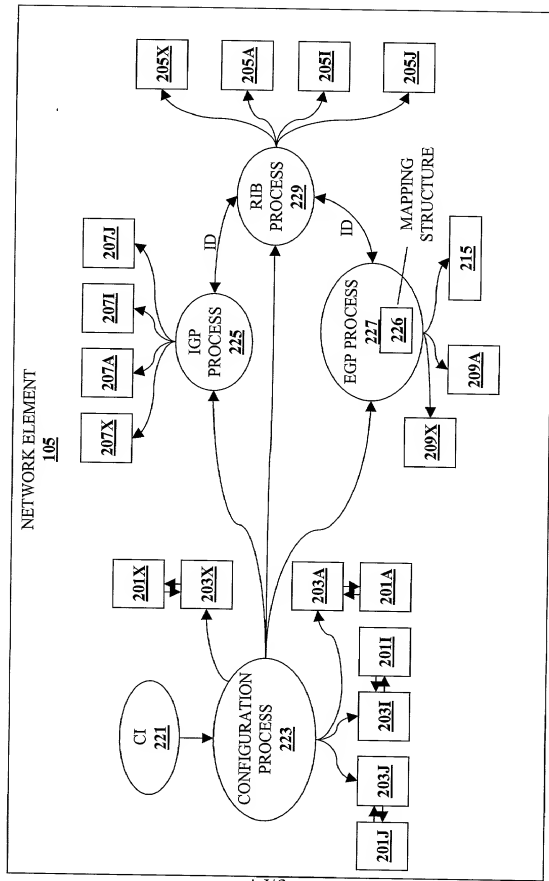 NETWORK ELEMENT
105
CI
221
CONFIGURATION
PROCESS
223
201X
203X
203A
201A
201I
203I
203J
201J
207X
207A
207I
207J
IGP
PROCESS
225
ID
RIB
PROCESS
229
ID
205X
205A
205I
205J
EGP PROCESS
227
226
MAPPING
STRUCTURE
209X
209A
215